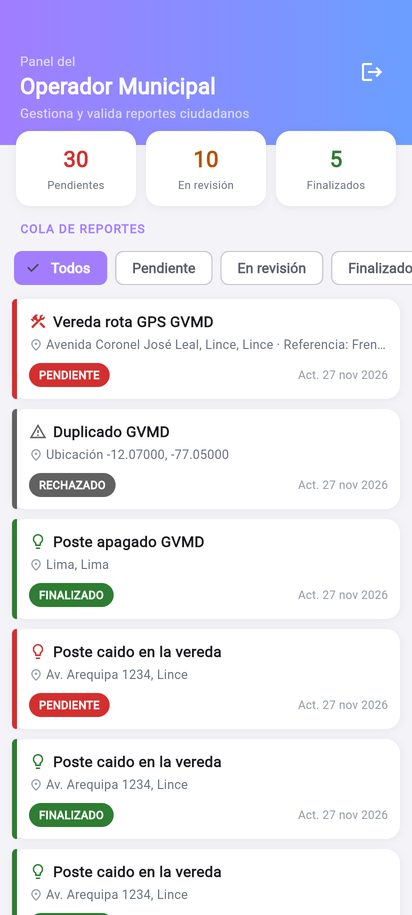 Panel del
Operador Municipal
Gestiona y valida reportes ciudadanos
30
Pendientes
10
En revisión
5
Finalizados
COLA DE REPORTES
Todos
Pendiente
En revisión
Finalizado
Vereda rota GPS GVMD
Avenida Coronel José Leal, Lince, Lince · Referencia: Fren...
PENDIENTE
Act. 27 nov 2026
Duplicado GVMD
Ubicación -12.07000, -77.05000
RECHAZADO
Act. 27 nov 2026
Poste apagado GVMD
Lima, Lima
FINALIZADO
Act. 27 nov 2026
Poste caido en la vereda
Av. Arequipa 1234, Lince
PENDIENTE
Act. 27 nov 2026
Poste caido en la vereda
Av. Arequipa 1234, Lince
FINALIZADO
Act. 27 nov 2026
Poste caido en la vereda
Av. Arequipa 1234, Lince